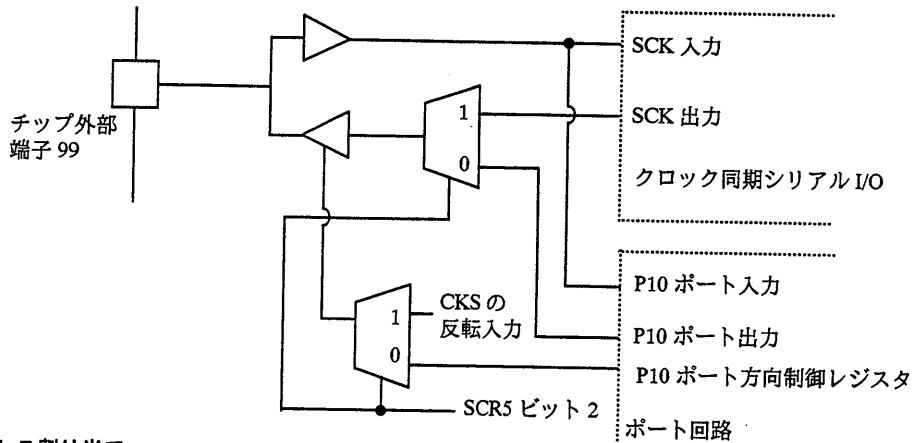 SCK 入力
1
SCK 出力
チップ外部
端子 99
0
クロック同期シリアル I/O
P10 ポート入力
CKS の
反転入力
1
P10 ポート出力
0
P10 ポート方向制御レジスタ
SCR5 ビット 2
ポート回路